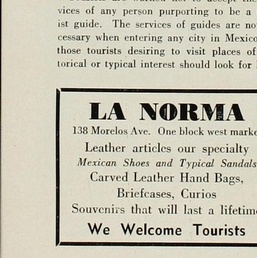 vices of any person purporting to be a
ist guide. The services of guides are no
cessary when entering any city in Mexico
those tourists desiring to visit places of
torical or typical interest should look for
LA NORMA
138 Morelos Ave. One block west marke
Leather articles our specialty
Mexican Shoes and Typical Sandals
Carved Leather Hand Bags,
Briefcases, Curios
Souvenirs that will last a lifetim
We Welcome Tourists